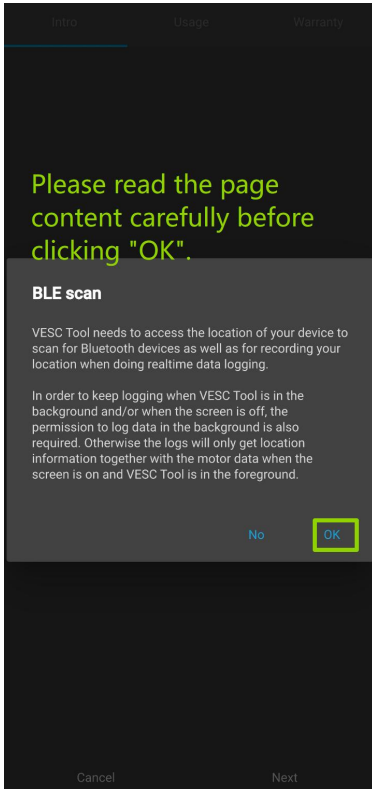 Intro Usage Warranty
Please read the page
content carefully before
clicking "OK".
BLE scan
VESC Tool needs to access the location of your device to
scan for Bluetooth devices as well as for recording your
location when doing realtime data logging.
In order to keep logging when VESC Tool is in the
background and/or when the screen is off, the
permission to log data in the background is also
required. Otherwise the logs will only get location
information together with the motor data when the
screen is on and VESC Tool is in the foreground.
No OK
Cancel Next